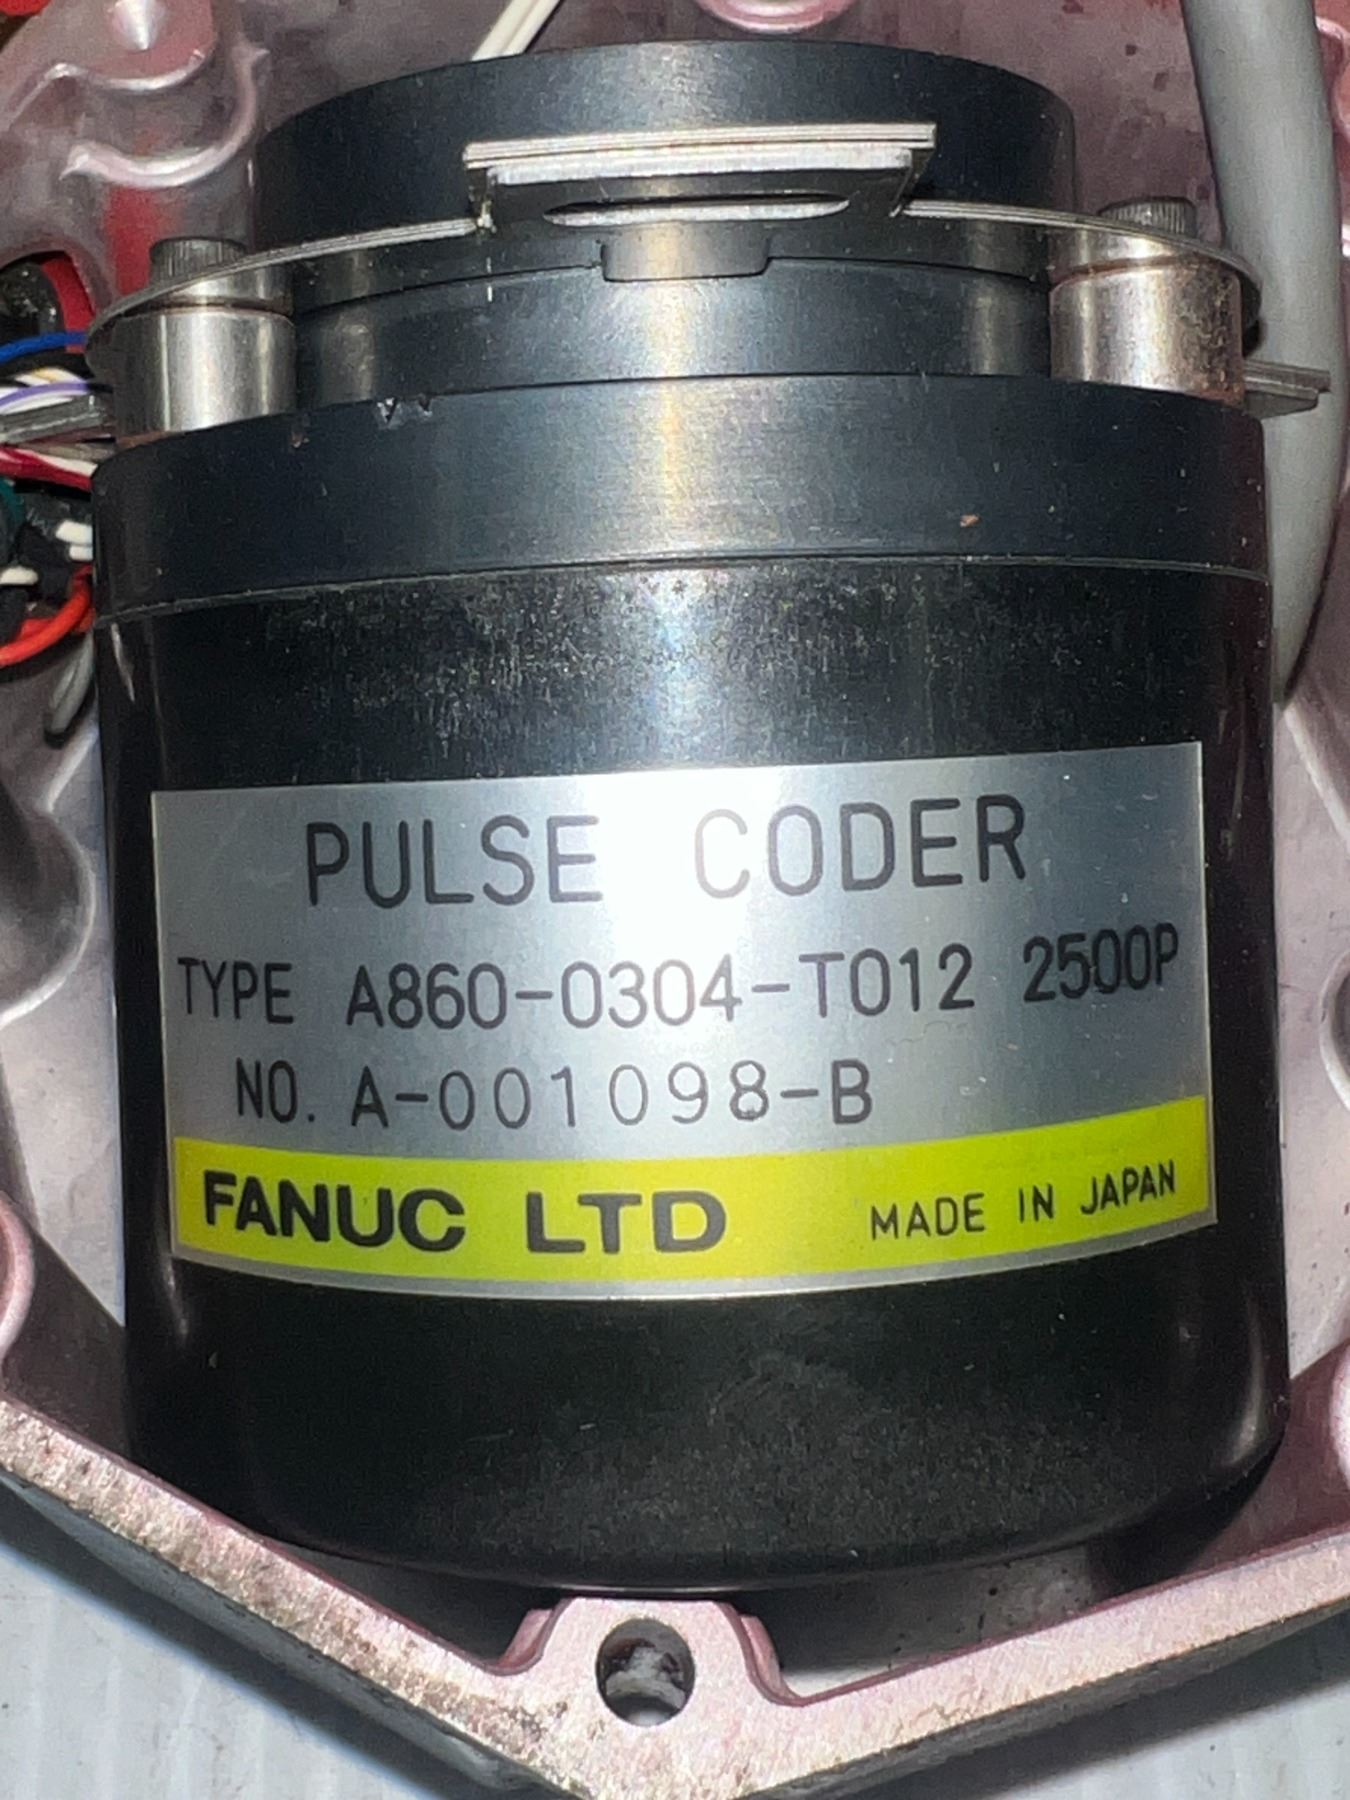 PULSE CODER
TYPE A860-0304-T012 2500P
NO. A-001098-B
FANUC LTD MADE IN JAPAN